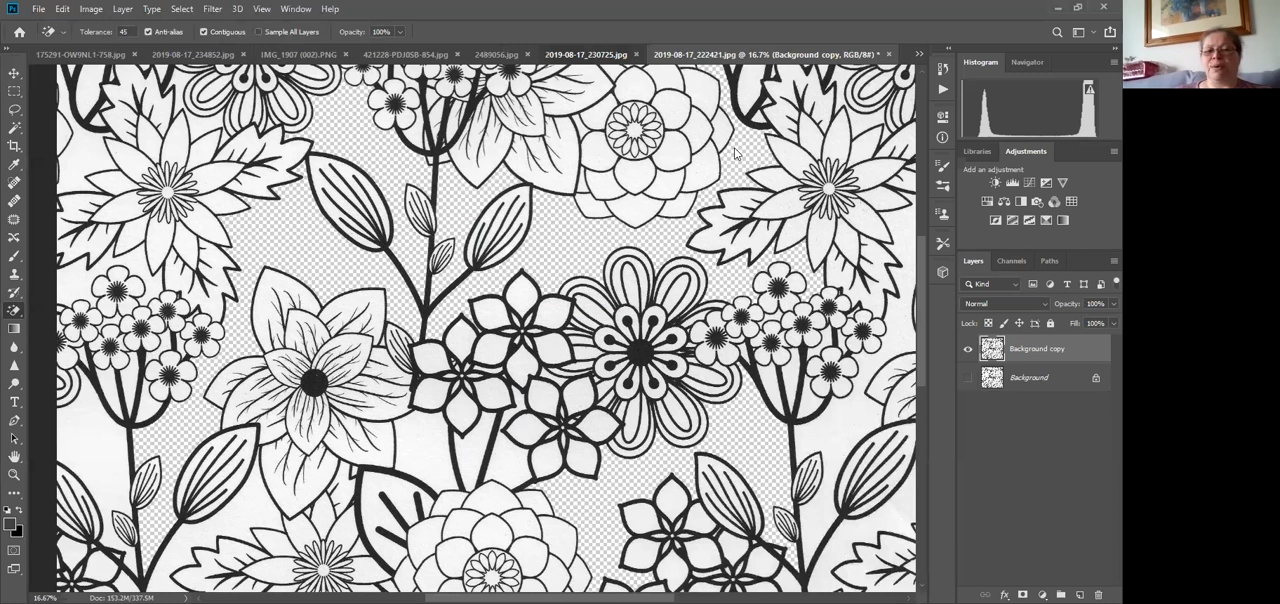 Ps File Edit Image Layer Type Select Filter 3D View Window Help
Tolerance: 45 Anti-alias Contiguous Sample All Layers Opacity: 100%
175291-OW9NL1-758.jpg × 2019-08-17_234852.jpg × IMG_1907 (002).PNG × 421228-PDJ0SB-854.jpg × 2489056.jpg × 2019-08-17_230725.jpg × 2019-08-17_222421.jpg @ 16.7% (Background copy, RGB/8#) * ×
Histogram Navigator
Libraries Adjustments
Add an adjustment
Layers Channels Paths
Kind
Normal Opacity: 100%
Lock: Fill: 100%
Background copy
Background
16.67% Doc: 153.2M/337.5M